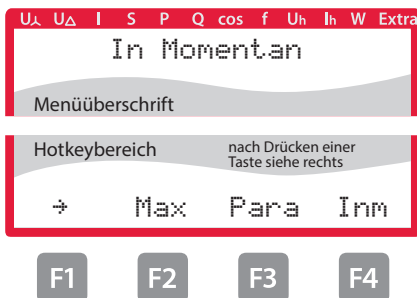 U⅄ U△ I S P Q cos f Uh Ih W Extra
In Momentan
Menüüberschrift
Hotkeybereich
nach Drücken einer
Taste siehe rechts
→ Max Para Inm
F1 F2 F3 F4